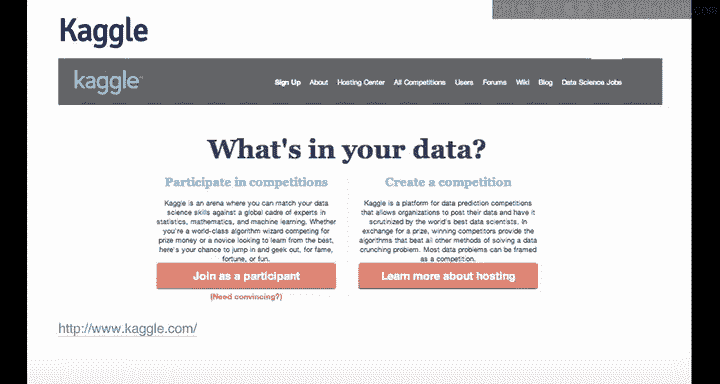 Kaggle
kaggle
Sign Up About Hosting Center All Competitions Users Forums Wiki Blog Data Science Jobs
What's in your data?
Participate in competitions
Kaggle is an arena where you can match your data
science skills against a global cadre of experts in
statistics, mathematics, and machine learning. Whether
you're a world-class algorithm wizard competing for
prize money or a novice looking to learn from the best,
here's your chance to jump in and geek out, for fame,
fortune, or fun.
Join as a participant
(Need convincing?)
Create a competition
Kaggle is a platform for data prediction competitions
that allows organizations to post their data and have it
scrutinized by the world's best data scientists. In
exchange for a prize, winning competitors provide the
algorithms that beat all other methods of solving a data
crunching problem. Most data problems can be framed
as a competition.
Learn more about hosting
http://www.kaggle.com/